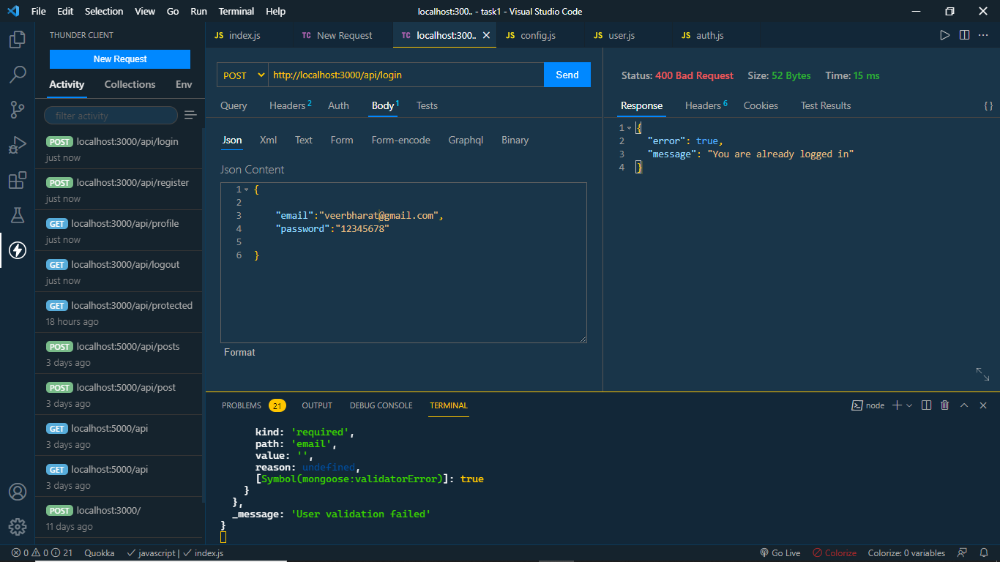 File Edit Selection View Go Run Terminal Help localhost:300.. - task1 - Visual Studio Code
THUNDER CLIENT
New Request
Activity Collections Env
filter activity
POST localhost:3000/api/login
just now
POST localhost:3000/api/register
just now
GET localhost:3000/api/profile
just now
GET localhost:3000/api/logout
just now
GET localhost:3000/api/protected
18 hours ago
POST localhost:5000/api/posts
3 days ago
POST localhost:5000/api/post
3 days ago
GET localhost:5000/api
3 days ago
GET localhost:5000/api
3 days ago
POST localhost:3000/
11 days ago
JS index.js TC New Request TC localhost:300.. JS config.js JS user.js JS auth.js
POST http://localhost:3000/api/login Send
Query Headers 2 Auth Body 1 Tests
Json Xml Text Form Form-encode Graphql Binary
Json Content
1 {
2
3 "email":"veerbharat@gmail.com",
4 "password":"12345678"
5
6 }
Format
Status: 400 Bad Request Size: 52 Bytes Time: 15 ms
Response Headers 6 Cookies Test Results { }
1 {
2 "error": true,
3 "message": "You are already logged in"
4 }
PROBLEMS 21 OUTPUT DEBUG CONSOLE TERMINAL node
kind: 'required',
path: 'email',
value: '',
reason: undefined,
[Symbol(mongoose:validatorError)]: true
}
},
_message: 'User validation failed'
}
0 0 21 Quokka javascript | index.js Go Live Colorize Colorize: 0 variables